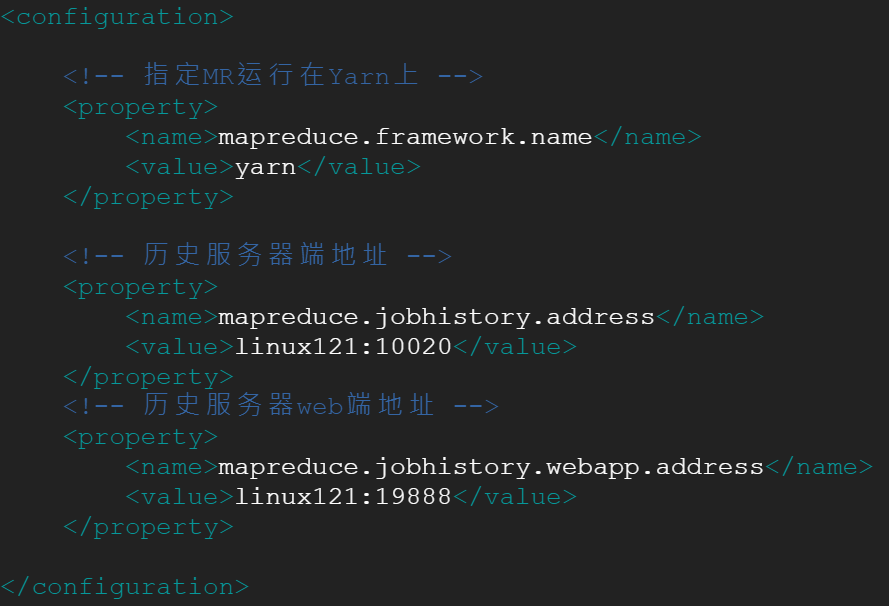 <configuration>
<!-- 指定MR运行在Yarn上 -->
<property>
<name>mapreduce.framework.name</name>
<value>yarn</value>
</property>
<!-- 历史服务器端地址 -->
<property>
<name>mapreduce.jobhistory.address</name>
<value>linux121:10020</value>
</property>
<!-- 历史服务器web端地址 -->
<property>
<name>mapreduce.jobhistory.webapp.address</name>
<value>linux121:19888</value>
</property>
</configuration>